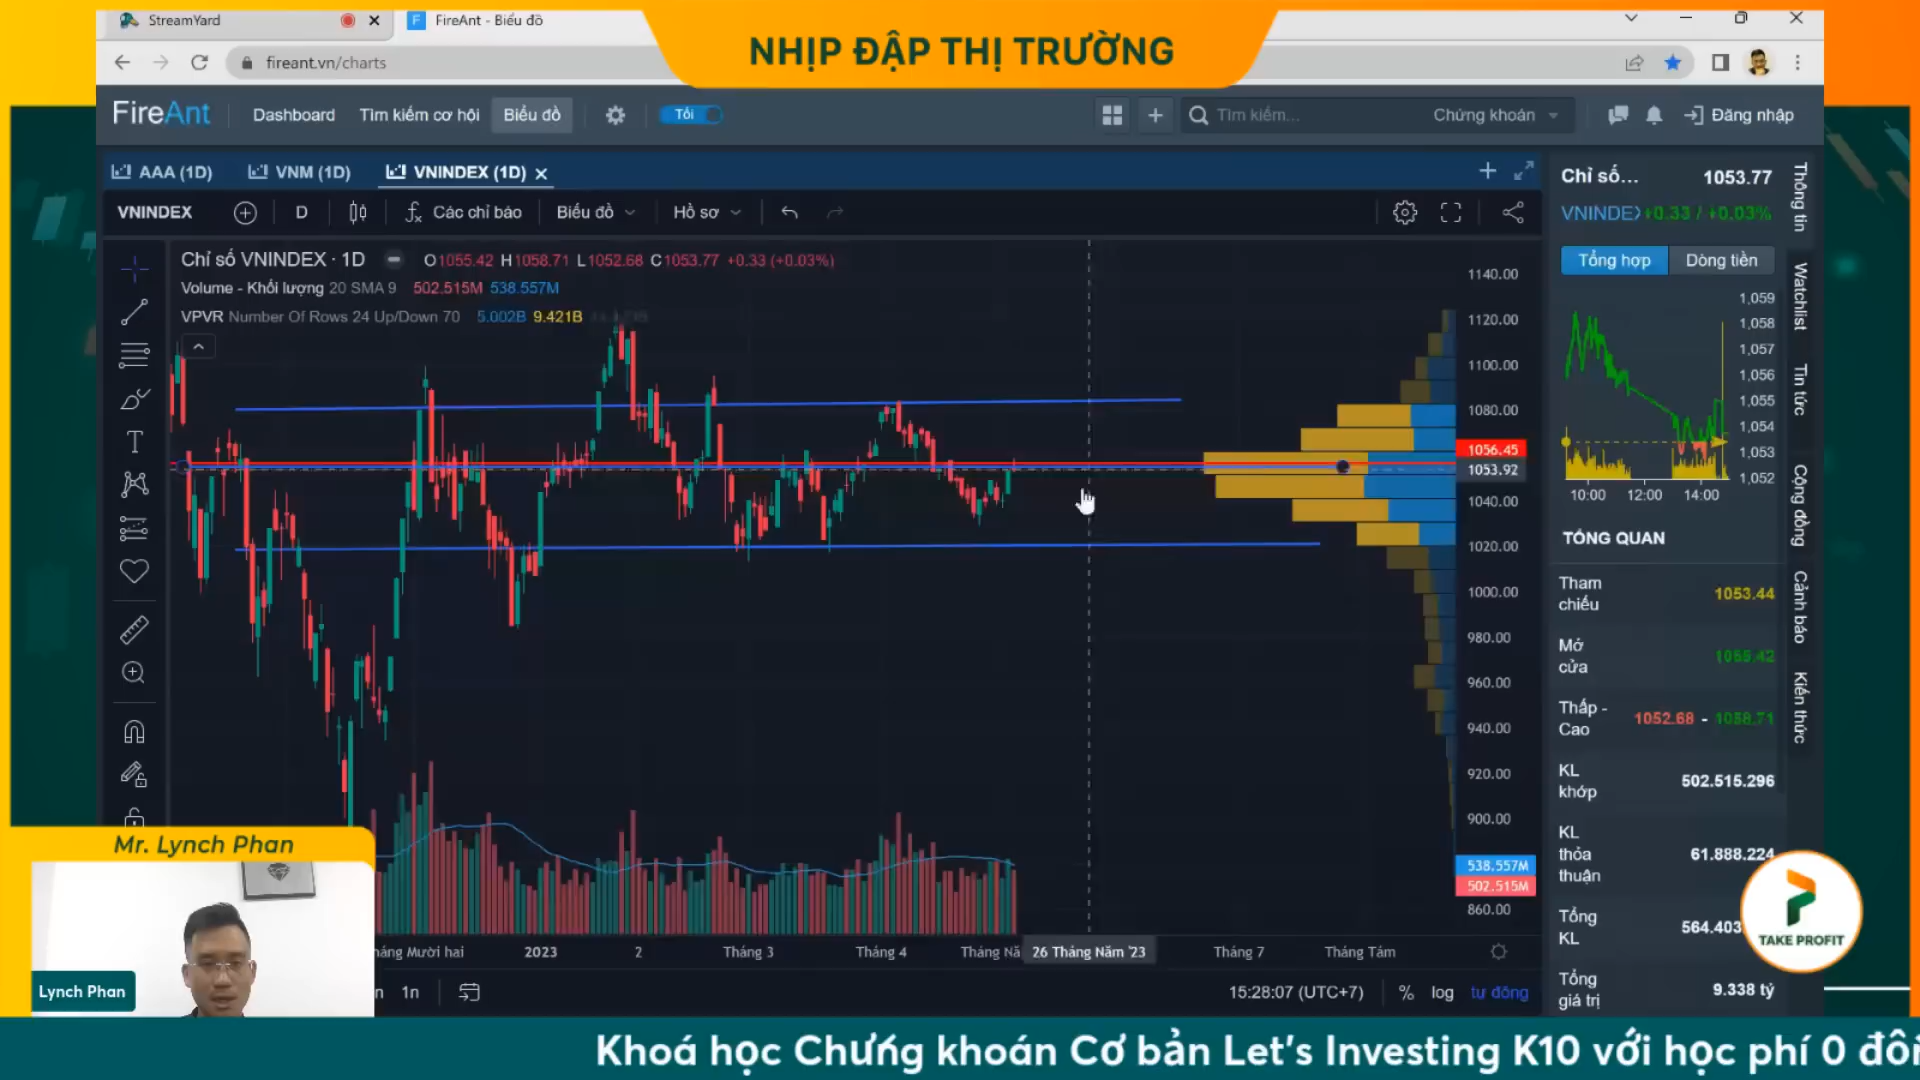 StreamYard
FireAnt - Biểu đồ
NHỊP ĐẬP THỊ TRƯỜNG
fireant.vn/charts
FireAnt
Dashboard
Tìm kiếm cơ hội
Biểu đồ
Tối
Tìm kiếm...
Chứng khoán
Đăng nhập
AAA (1D)
VNM (1D)
VNINDEX (1D)
VNINDEX
D
Các chỉ báo
Biểu đồ
Hồ sơ
Chỉ số VNINDEX · 1D
O1055.42 H1058.71 L1052.68 C1053.77 +0.33 (+0.03%)
Volume - Khối lượng 20 SMA 9 502.515M 538.557M
VPVR Number Of Rows 24 Up/Down 70 5.002B 9.421B
1140.00
1120.00
1100.00
1080.00
1056.45
1053.92
1040.00
1020.00
1000.00
980.00
960.00
940.00
920.00
900.00
538.557M
502.515M
860.00
Mười hai
2023
2
Tháng 3
Tháng 4
26 Tháng Năm '23
Tháng 7
Tháng Tám
1n
15:28:07 (UTC+7)
%
log
tự động
Chỉ số...
1053.77
VNINDEX +0.33 / +0.03%
Tổng hợp
Dòng tiền
1,059
1,058
1,057
1,056
1,055
1,054
1,053
1,052
10:00
12:00
14:00
TỔNG QUAN
Tham chiếu
1053.44
Mở cửa
1055.42
Thấp - Cao
1052.68 - 1058.71
KL khớp
502.515.296
KL thỏa thuận
61.888.224
Tổng KL
564.403
Tổng giá trị
9.338 tỷ
Thông tin
Watchlist
Tin tức
Cộng đồng
Cảnh báo
Kiến thức
TAKE PROFIT
Mr. Lynch Phan
Lynch Phan
Khoá học Chứng khoán Cơ bản Let's Investing K10 với học phí 0